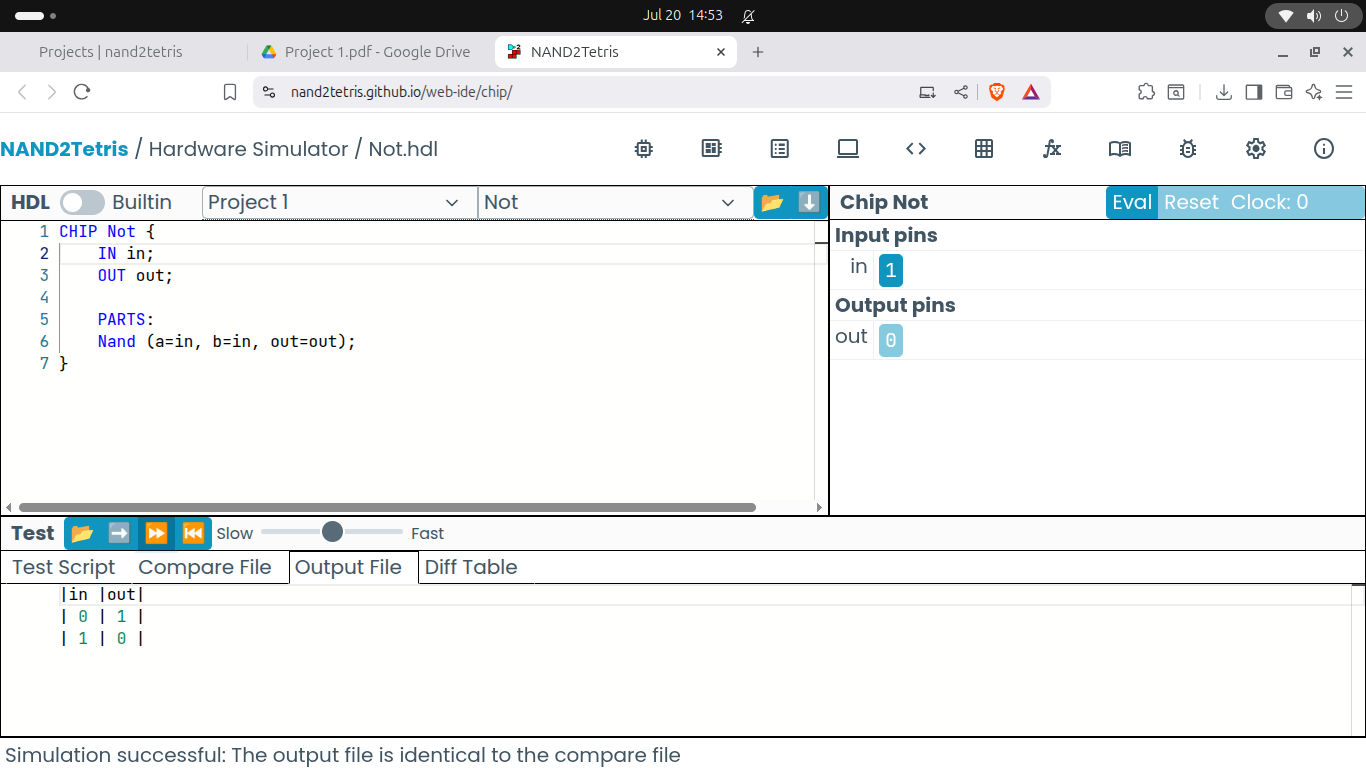 Jul 20 14:53
Projects | nand2tetris
Project 1.pdf - Google Drive
NAND2Tetris
nand2tetris.github.io/web-ide/chip/
NAND2Tetris / Hardware Simulator / Not.hdl
HDL Builtin Project 1 Not
1 CHIP Not {
2 IN in;
3 OUT out;
4
5 PARTS:
6 Nand (a=in, b=in, out=out);
7 }
Chip Not Eval Reset Clock: 0
Input pins
in 1
Output pins
out 0
Test Slow Fast
Test Script Compare File Output File Diff Table
|in |out|
| 0 | 1 |
| 1 | 0 |
Simulation successful: The output file is identical to the compare file